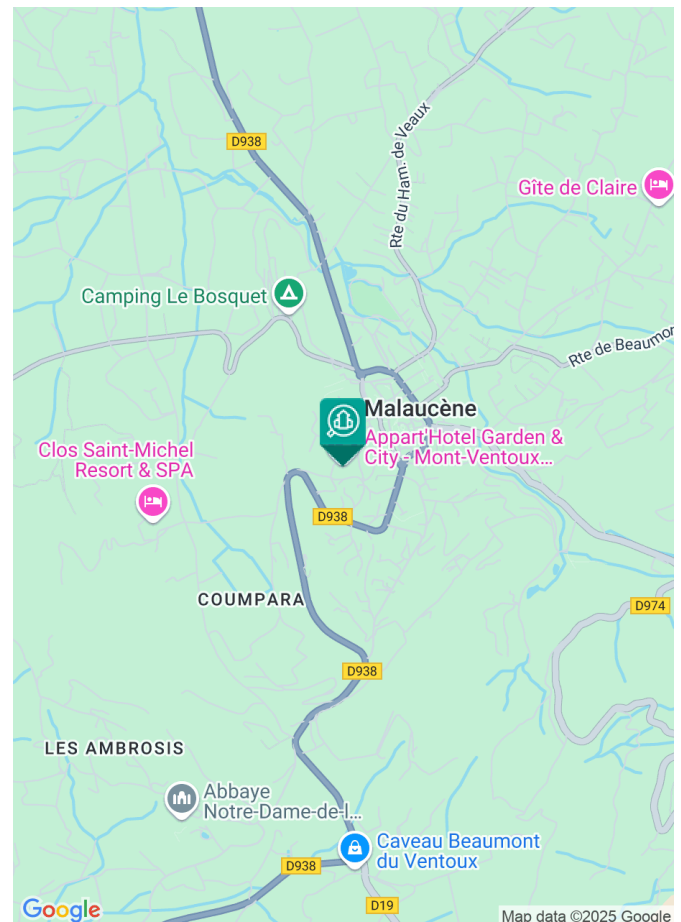 D938
Rte du Ham. de Veaux
Gîte de Claire
Camping Le Bosquet
Rte de Beaumon
Malaucène
Appart'Hotel Garden &
City - Mont-Ventoux...
Clos Saint-Michel
Resort & SPA
D938
COUMPARA
D974
D938
LES AMBROSIS
Abbaye
Notre-Dame-de-l...
Caveau Beaumont
du Ventoux
D938
D19
Google
Map data ©2025 Google